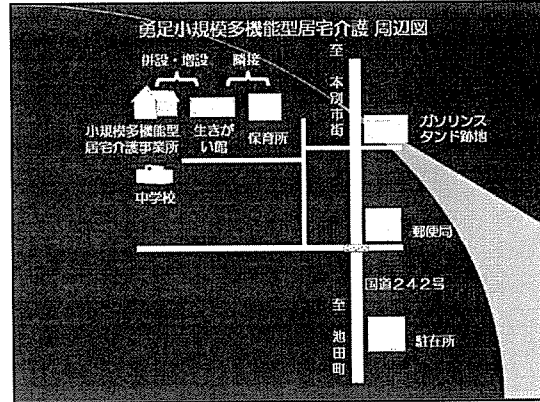 勇足小規模多機能型居宅介護 周辺図
併設・増設
隣接
至 本別市街
小規模多機能型
居宅介護事業所
生きが
い館
保育所
ガソリンス
タンド跡地
中学校
郵便局
国道242号
至 池田町
駐在所